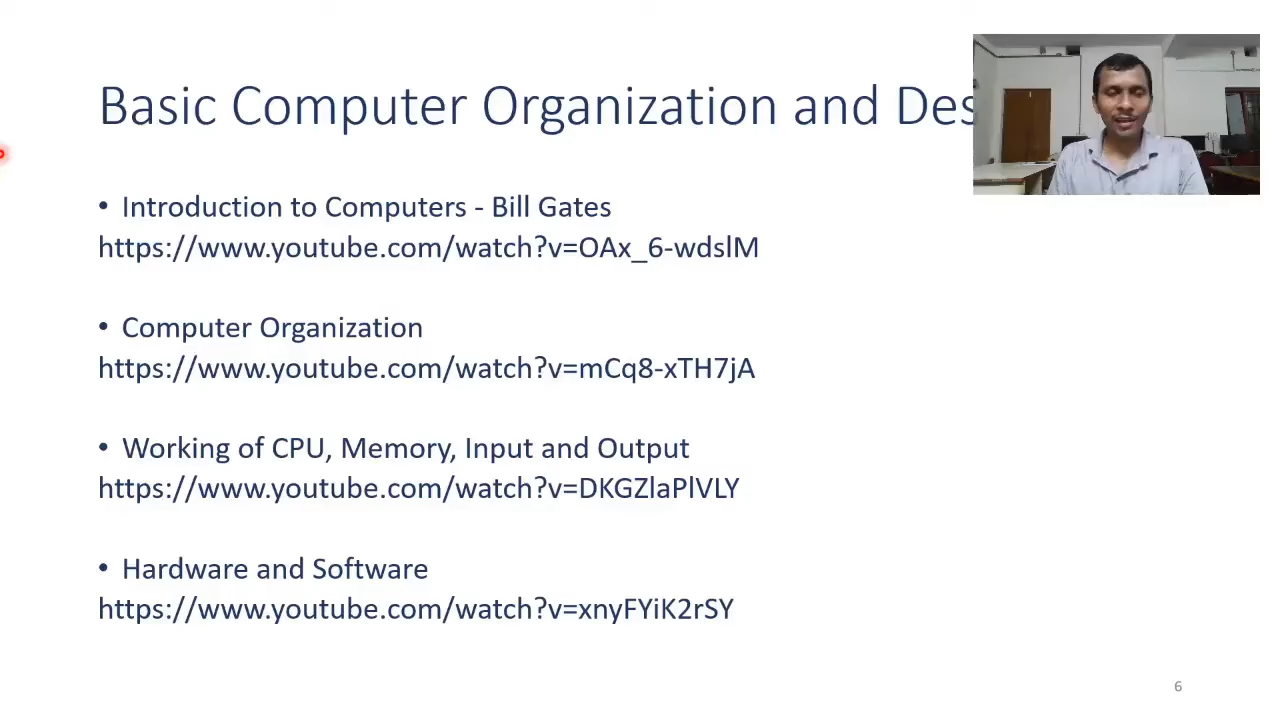 Basic Computer Organization and Des
• Introduction to Computers - Bill Gates
https://www.youtube.com/watch?v=OAx_6-wdslM
• Computer Organization
https://www.youtube.com/watch?v=mCq8-xTH7jA
• Working of CPU, Memory, Input and Output
https://www.youtube.com/watch?v=DKGZlaPlVLY
• Hardware and Software
https://www.youtube.com/watch?v=xnyFYiK2rSY
6